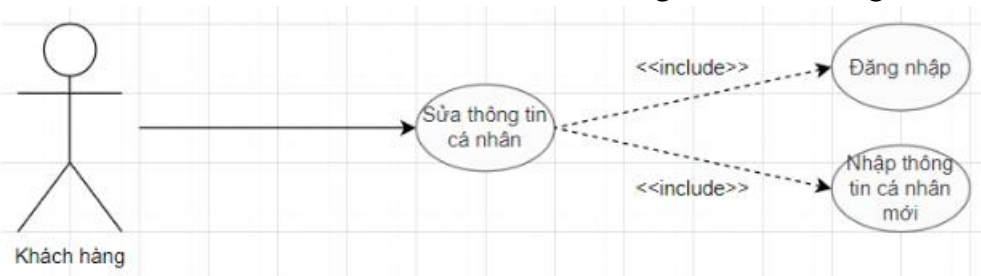 <<include>>
Đăng nhập
Sửa thông tin
cá nhân
<<include>>
Nhập thông
tin cá nhân
mới
Khách hàng